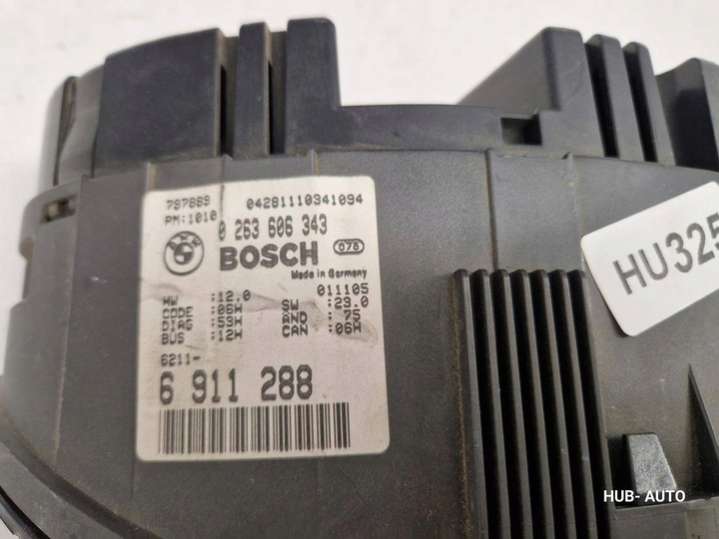 797889 04281110341094
PM:1010 0 263 606 343
BOSCH 076
Made in Germany
011105
HW :12.0 SW :23.0
CODE :06H AND : 75
DIAG :53H CAN :06H
BUS :12H
6211-
6 911 288
HU325
HUB- AUTO